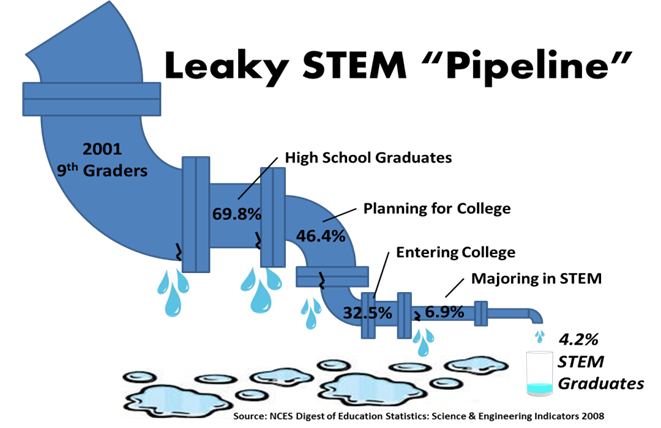 Leaky STEM “Pipeline”
2001
9th Graders
High School Graduates
69.8%
Planning for College
46.4%
Entering College
32.5%
Majoring in STEM
6.9%
4.2%
STEM
Graduates
Source: NCES Digest of Education Statistics: Science & Engineering Indicators 2008